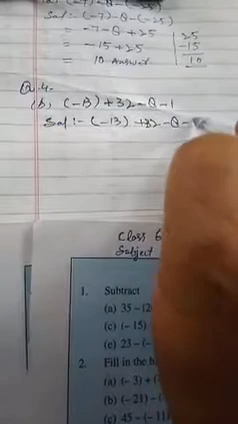 Sol:- (-7) - 8 - (-25)
= -7 - 8 + 25
= -15 + 25
= 10 Answer
25
-15
10
Q.4.
(b) (-13) + 32 - 8 - 1
Sol:- (-13) + 32 - 8 -
Class 6
Subject
1. Subtract
(a) 35 - (2
(c) (- 15)
(e) 23 - (-
2. Fill in the b
(a) (- 3) + (-
(b) (- 21) - (-
(c) 45 - (- 11)